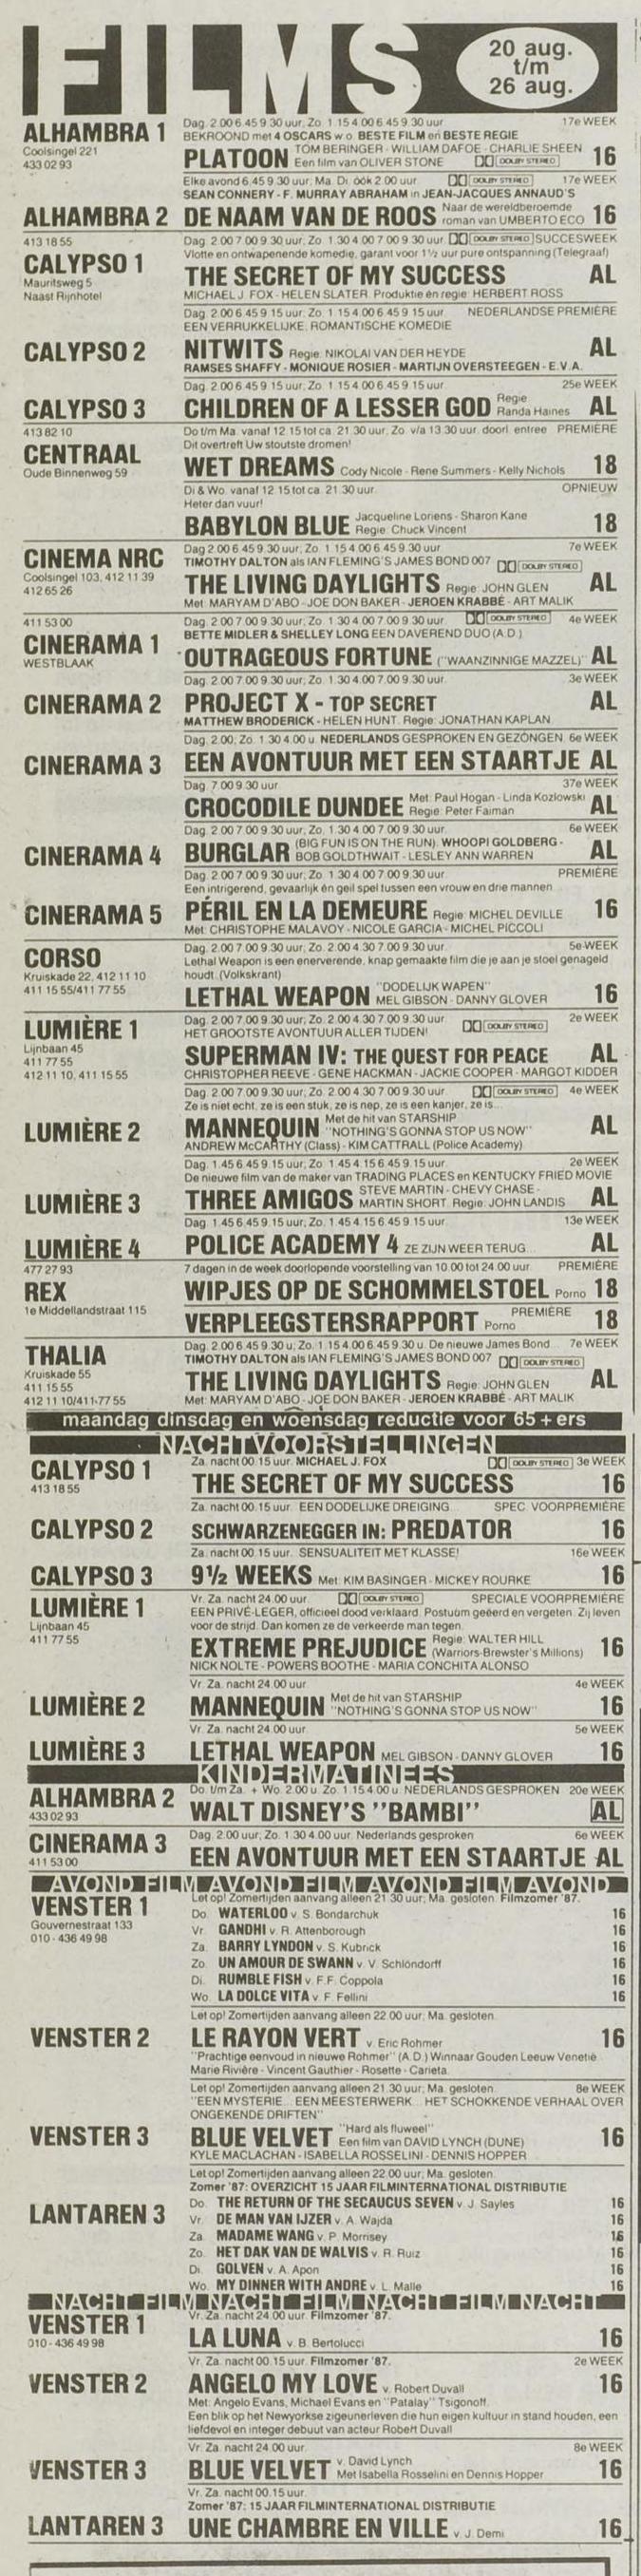 FILMS
20 aug.
t/m
26 aug.
ALHAMBRA 1
Coolsingel 221
433 02 93
Dag. 2.00 6.45 9.30 uur; Zo. 1.15 4.00 6.45 9.30 uur 17e WEEK
BEKROOND met 4 OSCARS w.o. BESTE FILM en BESTE REGIE
PLATOON TOM BERINGER - WILLIAM DAFOE - CHARLIE SHEEN
Een film van OLIVER STONE DOLBY STEREO 16
Elke avond 6.45 9.30 uur; Ma. Di. ook 2.00 uur DOLBY STEREO 17e WEEK
SEAN CONNERY - F. MURRAY ABRAHAM in JEAN-JACQUES ANNAUD'S
ALHAMBRA 2 DE NAAM VAN DE ROOS Naar de wereldberoemde
roman van UMBERTO ECO 16
413 18 55
CALYPSO 1
Mauritsweg 5
Naast Rijnhotel
Dag. 2.00 7.00 9.30 uur; Zo. 1.30 4.00 7.00 9.30 uur DOLBY STEREO SUCCESWEEK
Vlotte en ontwapenende komedie, garant voor 1½ uur pure ontspanning (Telegraaf)
THE SECRET OF MY SUCCESS AL
MICHAEL J. FOX - HELEN SLATER. Produktie en regie: HERBERT ROSS
Dag. 2.00 6.45 9.15 uur; Zo. 1.15 4.00 6.45 9.15 uur NEDERLANDSE PREMIÈRE
EEN VERRUKKELIJKE, ROMANTISCHE KOMEDIE
CALYPSO 2 NITWITS Regie: NIKOLAI VAN DER HEYDE AL
RAMSES SHAFFY - MONIQUE ROSIER - MARTIJN OVERSTEEGEN - E.V.A.
Dag. 2.00 6.45 9.15 uur; Zo. 1.15 4.00 6.45 9.15 uur 25e WEEK
CALYPSO 3 CHILDREN OF A LESSER GOD Regie
Randa Haines AL
413 82 10
CENTRAAL
Oude Binnenweg 59
Do t/m Ma. vanaf 12.15 tot ca. 21.30 uur. Zo. v/a 13.30 uur. doorl. entree PREMIÈRE
Dit overtreft Uw stoutste dromen!
WET DREAMS Cody Nicole - Rene Summers - Kelly Nichols 18
Di & Wo. vanaf 12.15 tot ca. 21.30 uur OPNIEUW
Heter dan vuur!
BABYLON BLUE Jacqueline Loriens - Sharon Kane
Regie: Chuck Vincent 18
CINEMA NRC
Coolsingel 103, 412 11 39
412 65 26
Dag 2.00 6.45 9.30 uur; Zo. 1.15 4.00 6.45 9.30 uur 7e WEEK
TIMOTHY DALTON als IAN FLEMING'S JAMES BOND 007 DOLBY STEREO
THE LIVING DAYLIGHTS Regie: JOHN GLEN AL
Met: MARYAM D'ABO - JOE DON BAKER - JEROEN KRABBÉ - ART MALIK
411 53 00
CINERAMA 1
WESTBLAAK
Dag. 2.00 7.00 9.30 uur; Zo. 1.30 4.00 7.00 9.30 uur DOLBY STEREO 4e WEEK
BETTE MIDLER & SHELLEY LONG EEN DAVEREND DUO (A.D.)
OUTRAGEOUS FORTUNE ("WAANZINNIGE MAZZEL") AL
Dag. 2.00 7.00 9.30 uur; Zo. 1.30 4.00 7.00 9.30 uur 3e WEEK
CINERAMA 2 PROJECT X - TOP SECRET AL
MATTHEW BRODERICK - HELEN HUNT. Regie: JONATHAN KAPLAN
Dag. 2.00; Zo. 1.30 4.00 u. NEDERLANDS GESPROKEN EN GEZONGEN. 6e WEEK
CINERAMA 3 EEN AVONTUUR MET EEN STAARTJE AL
Dag. 7.00 9.30 uur 37e WEEK
CROCODILE DUNDEE Met: Paul Hogan - Linda Kozlowski
Regie: Peter Faiman AL
Dag. 2.00 7.00 9.30 uur; Zo. 1.30 4.00 7.00 9.30 uur 6e WEEK
CINERAMA 4 BURGLAR (BIG FUN IS ON THE RUN). WHOOPI GOLDBERG -
BOB GOLDTHWAIT - LESLEY ANN WARREN AL
Dag. 2.00 7.00 9.30 uur; Zo. 1.30 4.00 7.00 9.30 uur PREMIÈRE
Een intrigerend, gevaarlijk én geil spel tussen een vrouw en drie mannen
CINERAMA 5 PÉRIL EN LA DEMEURE Regie: MICHEL DEVILLE 16
Met: CHRISTOPHE MALAVOY - NICOLE GARCIA - MICHEL PICCOLI
CORSO
Kruiskade 22, 412 11 10
411 15 55/411 77 55
Dag. 2.00 7.00 9.30 uur; Zo. 2.00 4.30 7.00 9.30 uur 5e WEEK
Lethal Weapon is een enerverende, knap gemaakte film die je aan je stoel genageld
houdt. (Volkskrant)
LETHAL WEAPON "DODELIJK WAPEN"
MEL GIBSON - DANNY GLOVER 16
LUMIÈRE 1
Lijnbaan 45
411 77 55
412 11 10, 411 15 55
Dag. 2.00 7.00 9.30 uur; Zo. 2.00 4.30 7.00 9.30 uur DOLBY STEREO 2e WEEK
HET GROOTSTE AVONTUUR ALLER TIJDEN!
SUPERMAN IV: THE QUEST FOR PEACE AL
CHRISTOPHER REEVE - GENE HACKMAN - JACKIE COOPER - MARGOT KIDDER
Dag. 2.00 7.00 9.30 uur; Zo. 2.00 4.30 7.00 9.30 uur DOLBY STEREO 4e WEEK
Ze is niet echt, ze is een stuk, ze is nep, ze is een kanjer, ze is...
LUMIÈRE 2 MANNEQUIN Met de hit van STARSHIP
"NOTHING'S GONNA STOP US NOW" AL
ANDREW McCARTHY (Class) - KIM CATTRALL (Police Academy)
Dag. 1.45 6.45 9.15 uur; Zo. 1.45 4.15 6.45 9.15 uur 2e WEEK
De nieuwe film van de maker van TRADING PLACES en KENTUCKY FRIED MOVIE
LUMIÈRE 3 THREE AMIGOS STEVE MARTIN - CHEVY CHASE -
MARTIN SHORT. Regie: JOHN LANDIS AL
Dag. 1.45 6.45 9.15 uur; Zo. 1.45 4.15 6.45 9.15 uur 13e WEEK
LUMIÈRE 4 POLICE ACADEMY 4 ZE ZIJN WEER TERUG... AL
477 27 93
REX
1e Middellandstraat 115
7 dagen in de week doorlopende voorstelling van 10.00 tot 24.00 uur PREMIÈRE
WIPJES OP DE SCHOMMELSTOEL Porno 18
VERPLEEGSTERSRAPPORT PREMIÈRE
Porno 18
THALIA
Kruiskade 55
411 15 55
412 11 10/411-77 55
Dag. 2.00 6.45 9.30 u; Zo. 1.15 4.00 6.45 9.30 u. De nieuwe James Bond... 7e WEEK
TIMOTHY DALTON als IAN FLEMING'S JAMES BOND 007 DOLBY STEREO
THE LIVING DAYLIGHTS Regie: JOHN GLEN AL
Met: MARYAM D'ABO - JOE DON BAKER - JEROEN KRABBÉ - ART MALIK
maandag dinsdag en woensdag reductie voor 65+ers
NACHTVOORSTELLINGEN
CALYPSO 1
413 18 55
Za. nacht 00.15 uur. MICHAEL J. FOX DOLBY STEREO 3e WEEK
THE SECRET OF MY SUCCESS 16
Za. nacht 00.15 uur. EEN DODELIJKE DREIGING... SPEC. VOORPREMIÈRE
CALYPSO 2 SCHWARZENEGGER IN: PREDATOR 16
Za. nacht 00.15 uur. SENSUALITEIT MET KLASSE! 16e WEEK
CALYPSO 3 9½ WEEKS Met: KIM BASINGER - MICKEY ROURKE 16
LUMIÈRE 1
Lijnbaan 45
411 77 55
Vr. Za. nacht 24.00 uur DOLBY STEREO SPECIALE VOORPREMIÈRE
EEN PRIVÉ-LEGER, officieel dood verklaard. Postuum geëerd en vergeten. Zij leven
voor de strijd. Dan komen ze de verkeerde man tegen.
EXTREME PREJUDICE Regie: WALTER HILL
(Warriors-Brewster's Millions) 16
NICK NOLTE - POWERS BOOTHE - MARIA CONCHITA ALONSO
Vr. Za. nacht 24.00 uur 4e WEEK
LUMIÈRE 2 MANNEQUIN Met de hit van STARSHIP
"NOTHING'S GONNA STOP US NOW" 16
Vr. Za. nacht 24.00 uur 5e WEEK
LUMIÈRE 3 LETHAL WEAPON MEL GIBSON - DANNY GLOVER 16
KINDERMATINEES
ALHAMBRA 2
433 02 93
Do. t/m Za. + Wo. 2.00 u. Zo. 1.15 4.00 u. NEDERLANDS GESPROKEN 20e WEEK
WALT DISNEY'S "BAMBI" AL
CINERAMA 3
411 53 00
Dag. 2.00 uur; Zo. 1.30 4.00 uur. Nederlands gesproken 6e WEEK
EEN AVONTUUR MET EEN STAARTJE AL
AVOND FILM AVOND FILM AVOND FILM AVOND
VENSTER 1
Gouvernestraat 133
010 - 436 49 98
Let op! Zomertijden aanvang alleen 21.30 uur; Ma. gesloten. Filmzomer '87.
Do. WATERLOO v. S. Bondarchuk 16
Vr. GANDHI v. R. Attenborough 16
Za. BARRY LYNDON v. S. Kubrick 16
Zo. UN AMOUR DE SWANN v. V. Schlöndorff 16
Di. RUMBLE FISH v. F.F. Coppola 16
Wo. LA DOLCE VITA v. F. Fellini 16
Let op! Zomertijden aanvang alleen 22.00 uur; Ma. gesloten
VENSTER 2 LE RAYON VERT v. Eric Rohmer 16
"Prachtige eenvoud in nieuwe Rohmer" (A.D.) Winnaar Gouden Leeuw Venetië
Marie Rivière - Vincent Gauthier - Rosette - Carieta.
Let op! Zomertijden aanvang alleen 21.30 uur; Ma. gesloten 8e WEEK
"EEN MYSTERIE... EEN MEESTERWERK... HET SCHOKKENDE VERHAAL OVER
ONGEKENDE DRIFTEN"
VENSTER 3 BLUE VELVET "Hard als fluweel"
Een film van DAVID LYNCH (DUNE) 16
KYLE MACLACHAN - ISABELLA ROSSELINI - DENNIS HOPPER
Let op! Zomertijden aanvang alleen 22.00 uur; Ma. gesloten.
Zomer '87: OVERZICHT 15 JAAR FILMINTERNATIONAL DISTRIBUTIE
LANTAREN 3
Do. THE RETURN OF THE SECAUCUS SEVEN v. J. Sayles 16
Vr. DE MAN VAN IJZER v. A. Wajda 16
Za. MADAME WANG v. P. Morrisey 16
Zo. HET DAK VAN DE WALVIS v. R. Ruiz 16
Di. GOLVEN v. A. Apon 16
Wo. MY DINNER WITH ANDRE v. L. Malle 16
NACHT FILM NACHT FILM NACHT FILM NACHT
VENSTER 1
010 - 436 49 98
Vr. Za. nacht 24.00 uur. Filmzomer '87.
LA LUNA v. B. Bertolucci 16
Vr. Za. nacht 00.15 uur. Filmzomer '87. 2e WEEK
VENSTER 2 ANGELO MY LOVE v. Robert Duvall 16
Met: Angelo Evans, Michael Evans en "Patalay" Tsigonoff.
Een blik op het Newyorkse zigeunerleven die hun eigen kultuur in stand houden, een
liefdevol en integer debuut van acteur Robert Duvall
Vr. Za. nacht 24.00 uur 8e WEEK
VENSTER 3 BLUE VELVET v. David Lynch
Met Isabella Rosselini en Dennis Hopper 16
Vr. Za. nacht 00.15 uur.
Zomer '87: 15 JAAR FILMINTERNATIONAL DISTRIBUTIE
LANTAREN 3 UNE CHAMBRE EN VILLE v. J. Demi 16